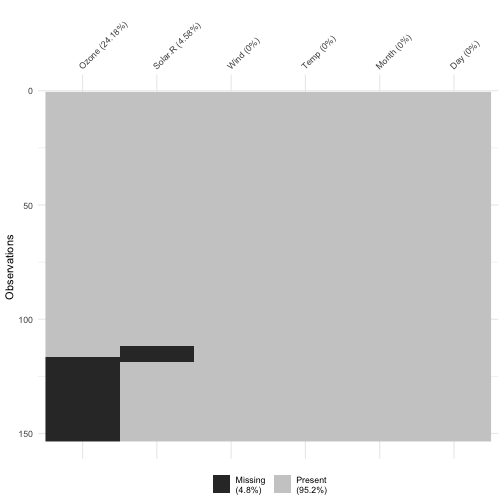 Ozone (24.18%)
Solar.R (4.58%)
Wind (0%)
Temp (0%)
Month (0%)
Day (0%)
0
50
100
150
Observations
Missing
(4.8%)
Present
(95.2%)